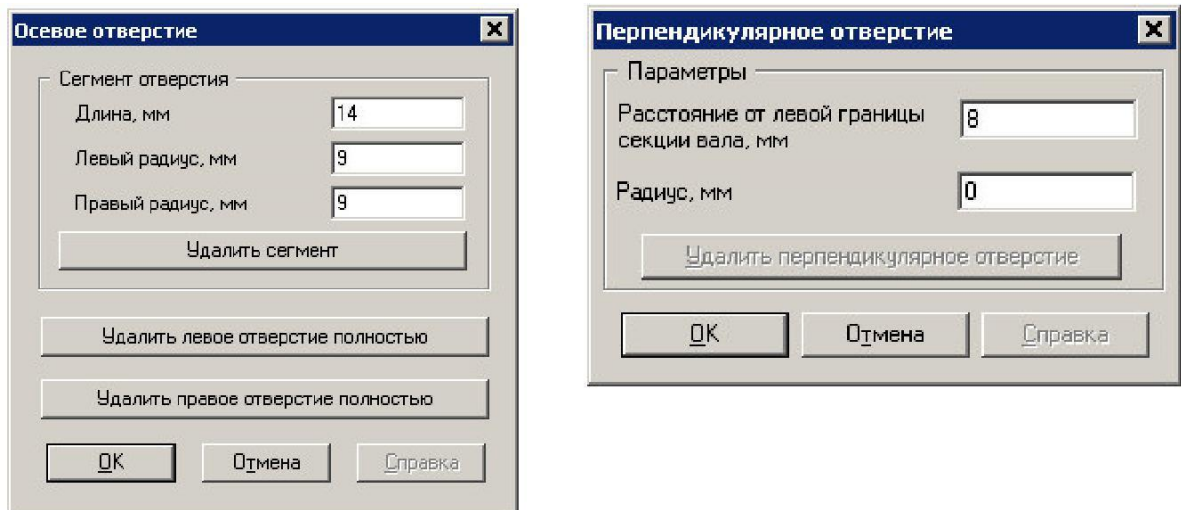 Осевое отверстие
Сегмент отверстия
Длина, мм
14
Левый радиус, мм
9
Правый радиус, мм
9
Удалить сегмент
Удалить левое отверстие полностью
Удалить правое отверстие полностью
OK
Отмена
Справка
Перпендикулярное отверстие
Параметры
Расстояние от левой границы
секции вала, мм
8
Радиус, мм
0
Удалить перпендикулярное отверстие
OK
Отмена
Справка